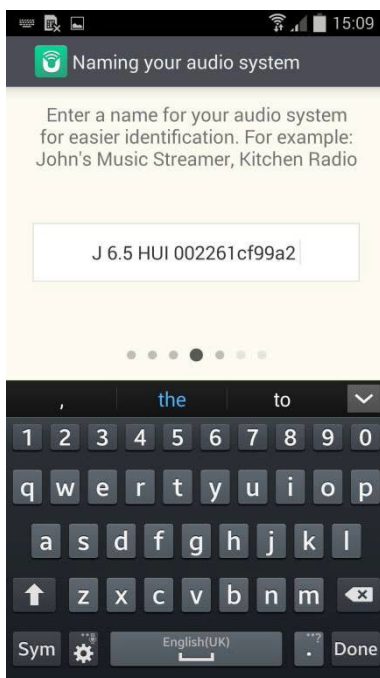 15:09
Naming your audio system
Enter a name for your audio system
for easier identification. For example:
John's Music Streamer, Kitchen Radio
J 6.5 HUI 002261cf99a2
, the to
1 2 3 4 5 6 7 8 9 0
q w e r t y u i o p
a s d f g h j k l
z x c v b n m
Sym English(UK) . Done